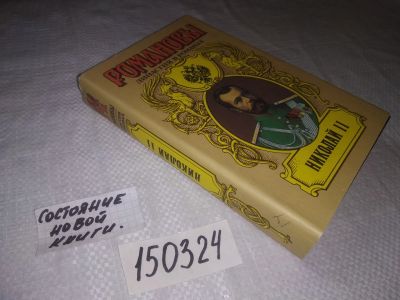 РОМАНОВЫ
НИКОЛАЙ II
НИКОЛАЙ II
СОСТОЯНИЕ
НОВОЙ
КНИГИ.
150324